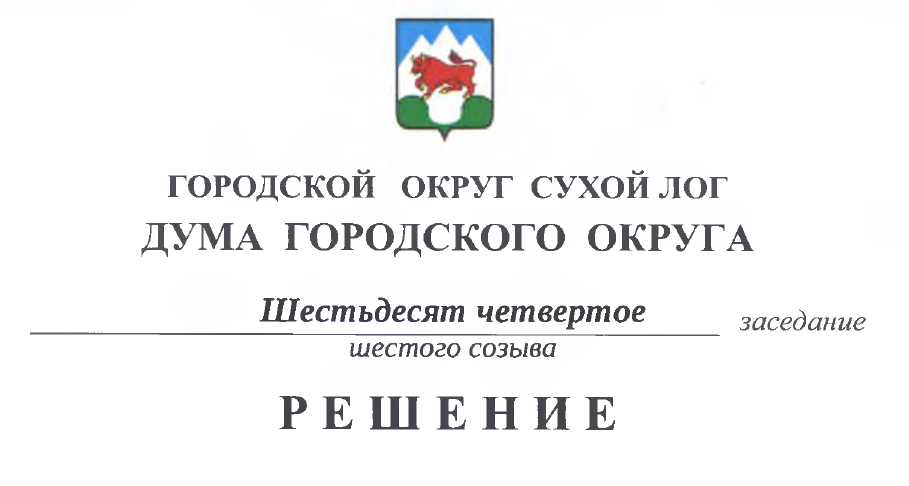 ГОРОДСКОЙ ОКРУГ СУХОЙ ЛОГ
ДУМА ГОРОДСКОГО ОКРУГА
Шестьдесят четвертое заседание
шестого созыва
РЕШЕНИЕ